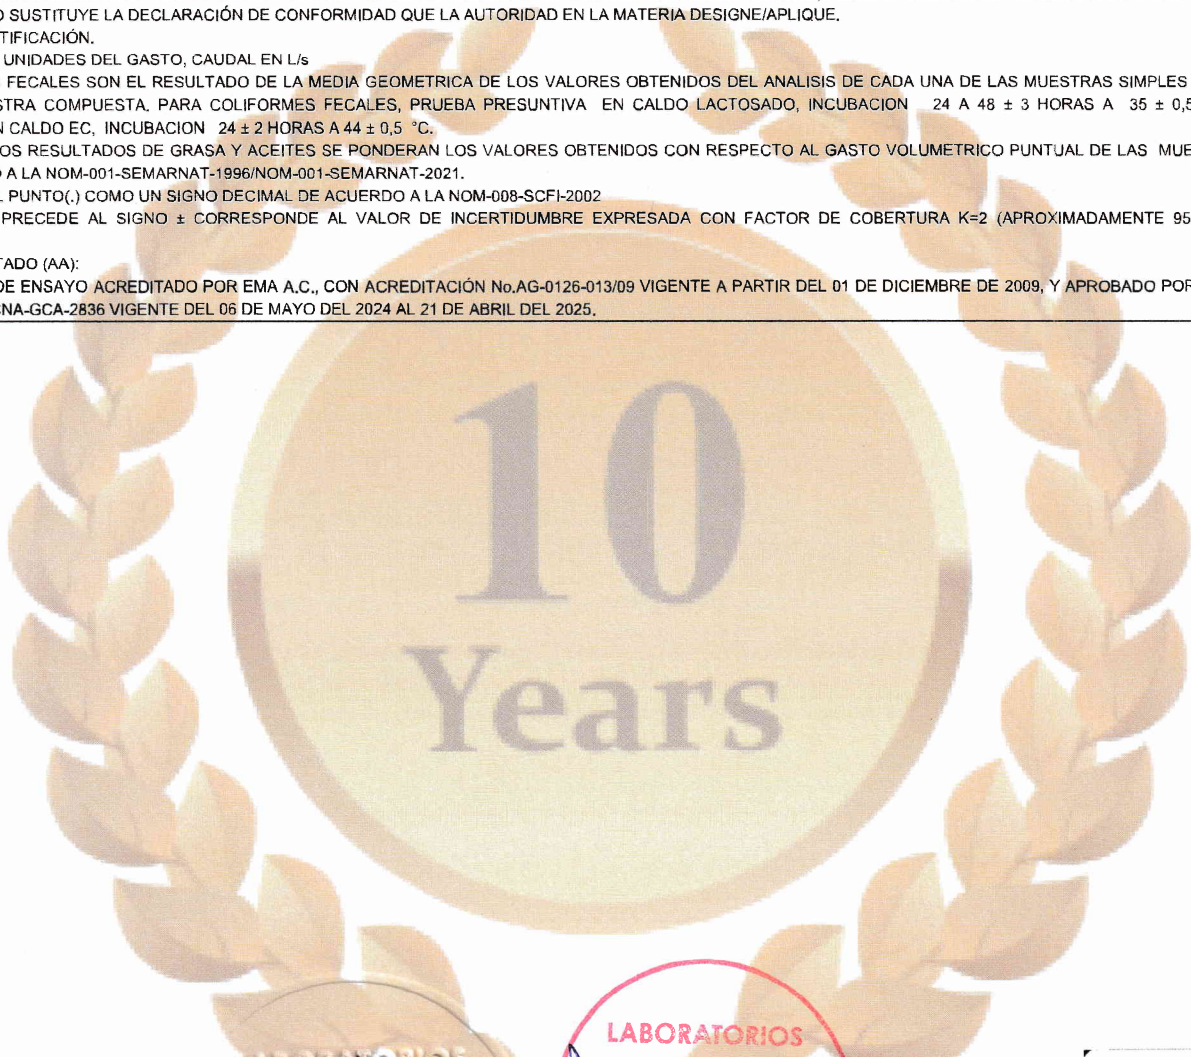 O SUSTITUYE LA DECLARACIÓN DE CONFORMIDAD QUE LA AUTORIDAD EN LA MATERIA DESIGNE/APLIQUE.
TIFICACIÓN.
UNIDADES DEL GASTO, CAUDAL EN L/s
FECALES SON EL RESULTADO DE LA MEDIA GEOMETRICA DE LOS VALORES OBTENIDOS DEL ANALISIS DE CADA UNA DE LAS MUESTRAS SIMPLES
STRA COMPUESTA. PARA COLIFORMES FECALES, PRUEBA PRESUNTIVA EN CALDO LACTOSADO, INCUBACION 24 A 48 ± 3 HORAS A 35 ± 0,5
N CALDO EC, INCUBACION 24 ± 2 HORAS A 44 ± 0,5 °C.
OS RESULTADOS DE GRASA Y ACEITES SE PONDERAN LOS VALORES OBTENIDOS CON RESPECTO AL GASTO VOLUMETRICO PUNTUAL DE LAS MUE
O A LA NOM-001-SEMARNAT-1996/NOM-001-SEMARNAT-2021.
L PUNTO(.) COMO UN SIGNO DECIMAL DE ACUERDO A LA NOM-008-SCFI-2002
PRECEDE AL SIGNO ± CORRESPONDE AL VALOR DE INCERTIDUMBRE EXPRESADA CON FACTOR DE COBERTURA K=2 (APROXIMADAMENTE 95
TADO (AA):
DE ENSAYO ACREDITADO POR EMA A.C., CON ACREDITACIÓN No.AG-0126-013/09 VIGENTE A PARTIR DEL 01 DE DICIEMBRE DE 2009, Y APROBADO POR
CNA-GCA-2836 VIGENTE DEL 06 DE MAYO DEL 2024 AL 21 DE ABRIL DEL 2025.
10
Years
LABORATORIOS